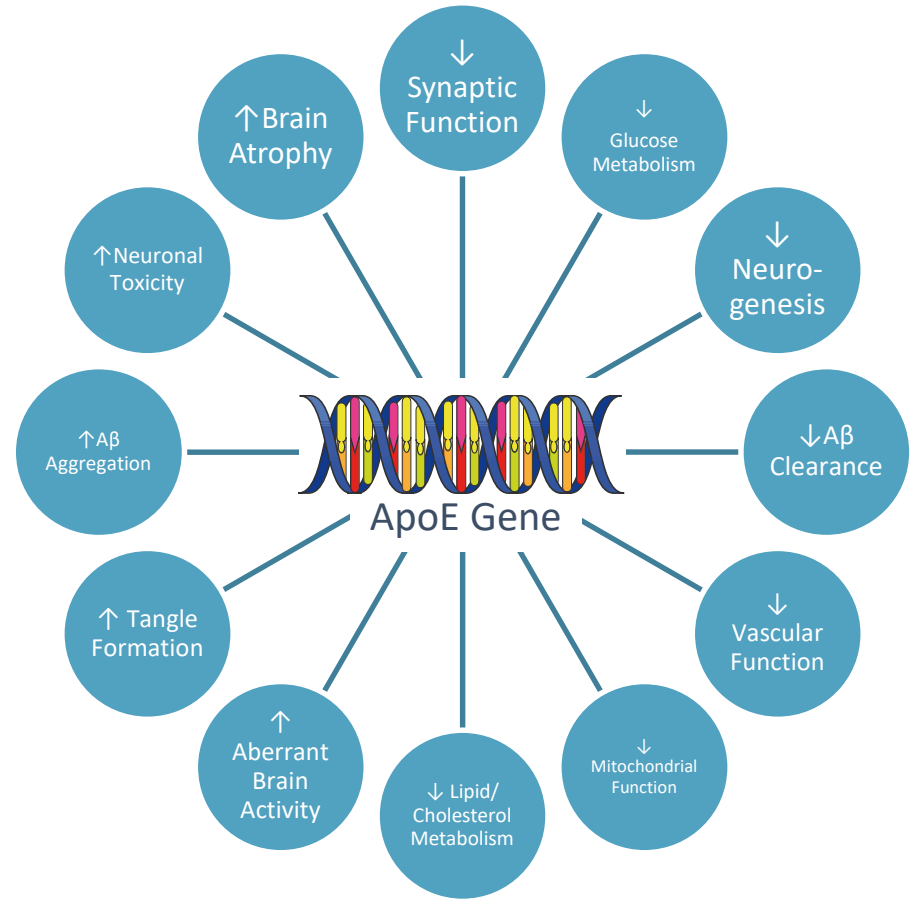 ↓
Synaptic
Function
↓
Glucose
Metabolism
↓
Neuro-
genesis
↓Aβ
Clearance
↓
Vascular
Function
↓
Mitochondrial
Function
↓ Lipid/
Cholesterol
Metabolism
↑
Aberrant
Brain
Activity
↑ Tangle
Formation
↑Aβ
Aggregation
↑Neuronal
Toxicity
↑Brain
Atrophy
ApoE Gene